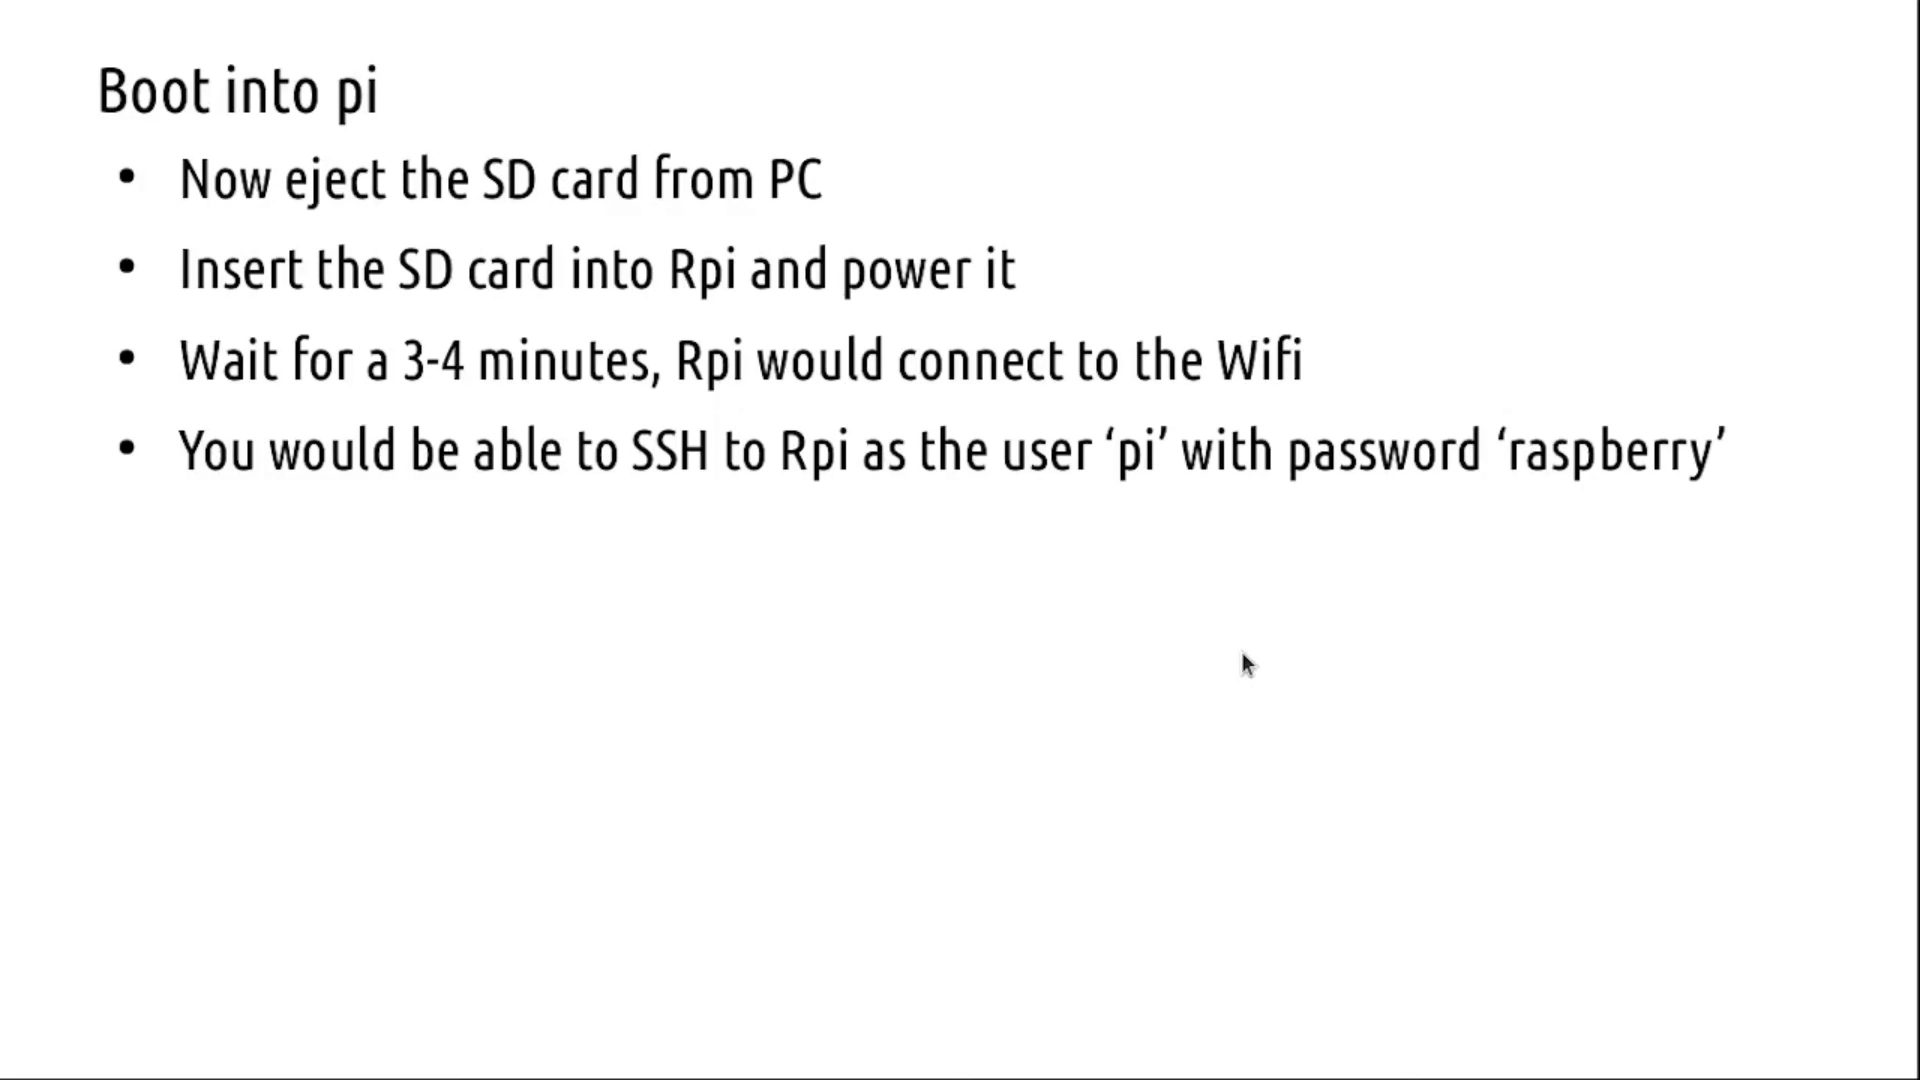 Boot into pi
• Now eject the SD card from PC
• Insert the SD card into Rpi and power it
• Wait for a 3-4 minutes, Rpi would connect to the Wifi
• You would be able to SSH to Rpi as the user ‘pi’ with password ‘raspberry’